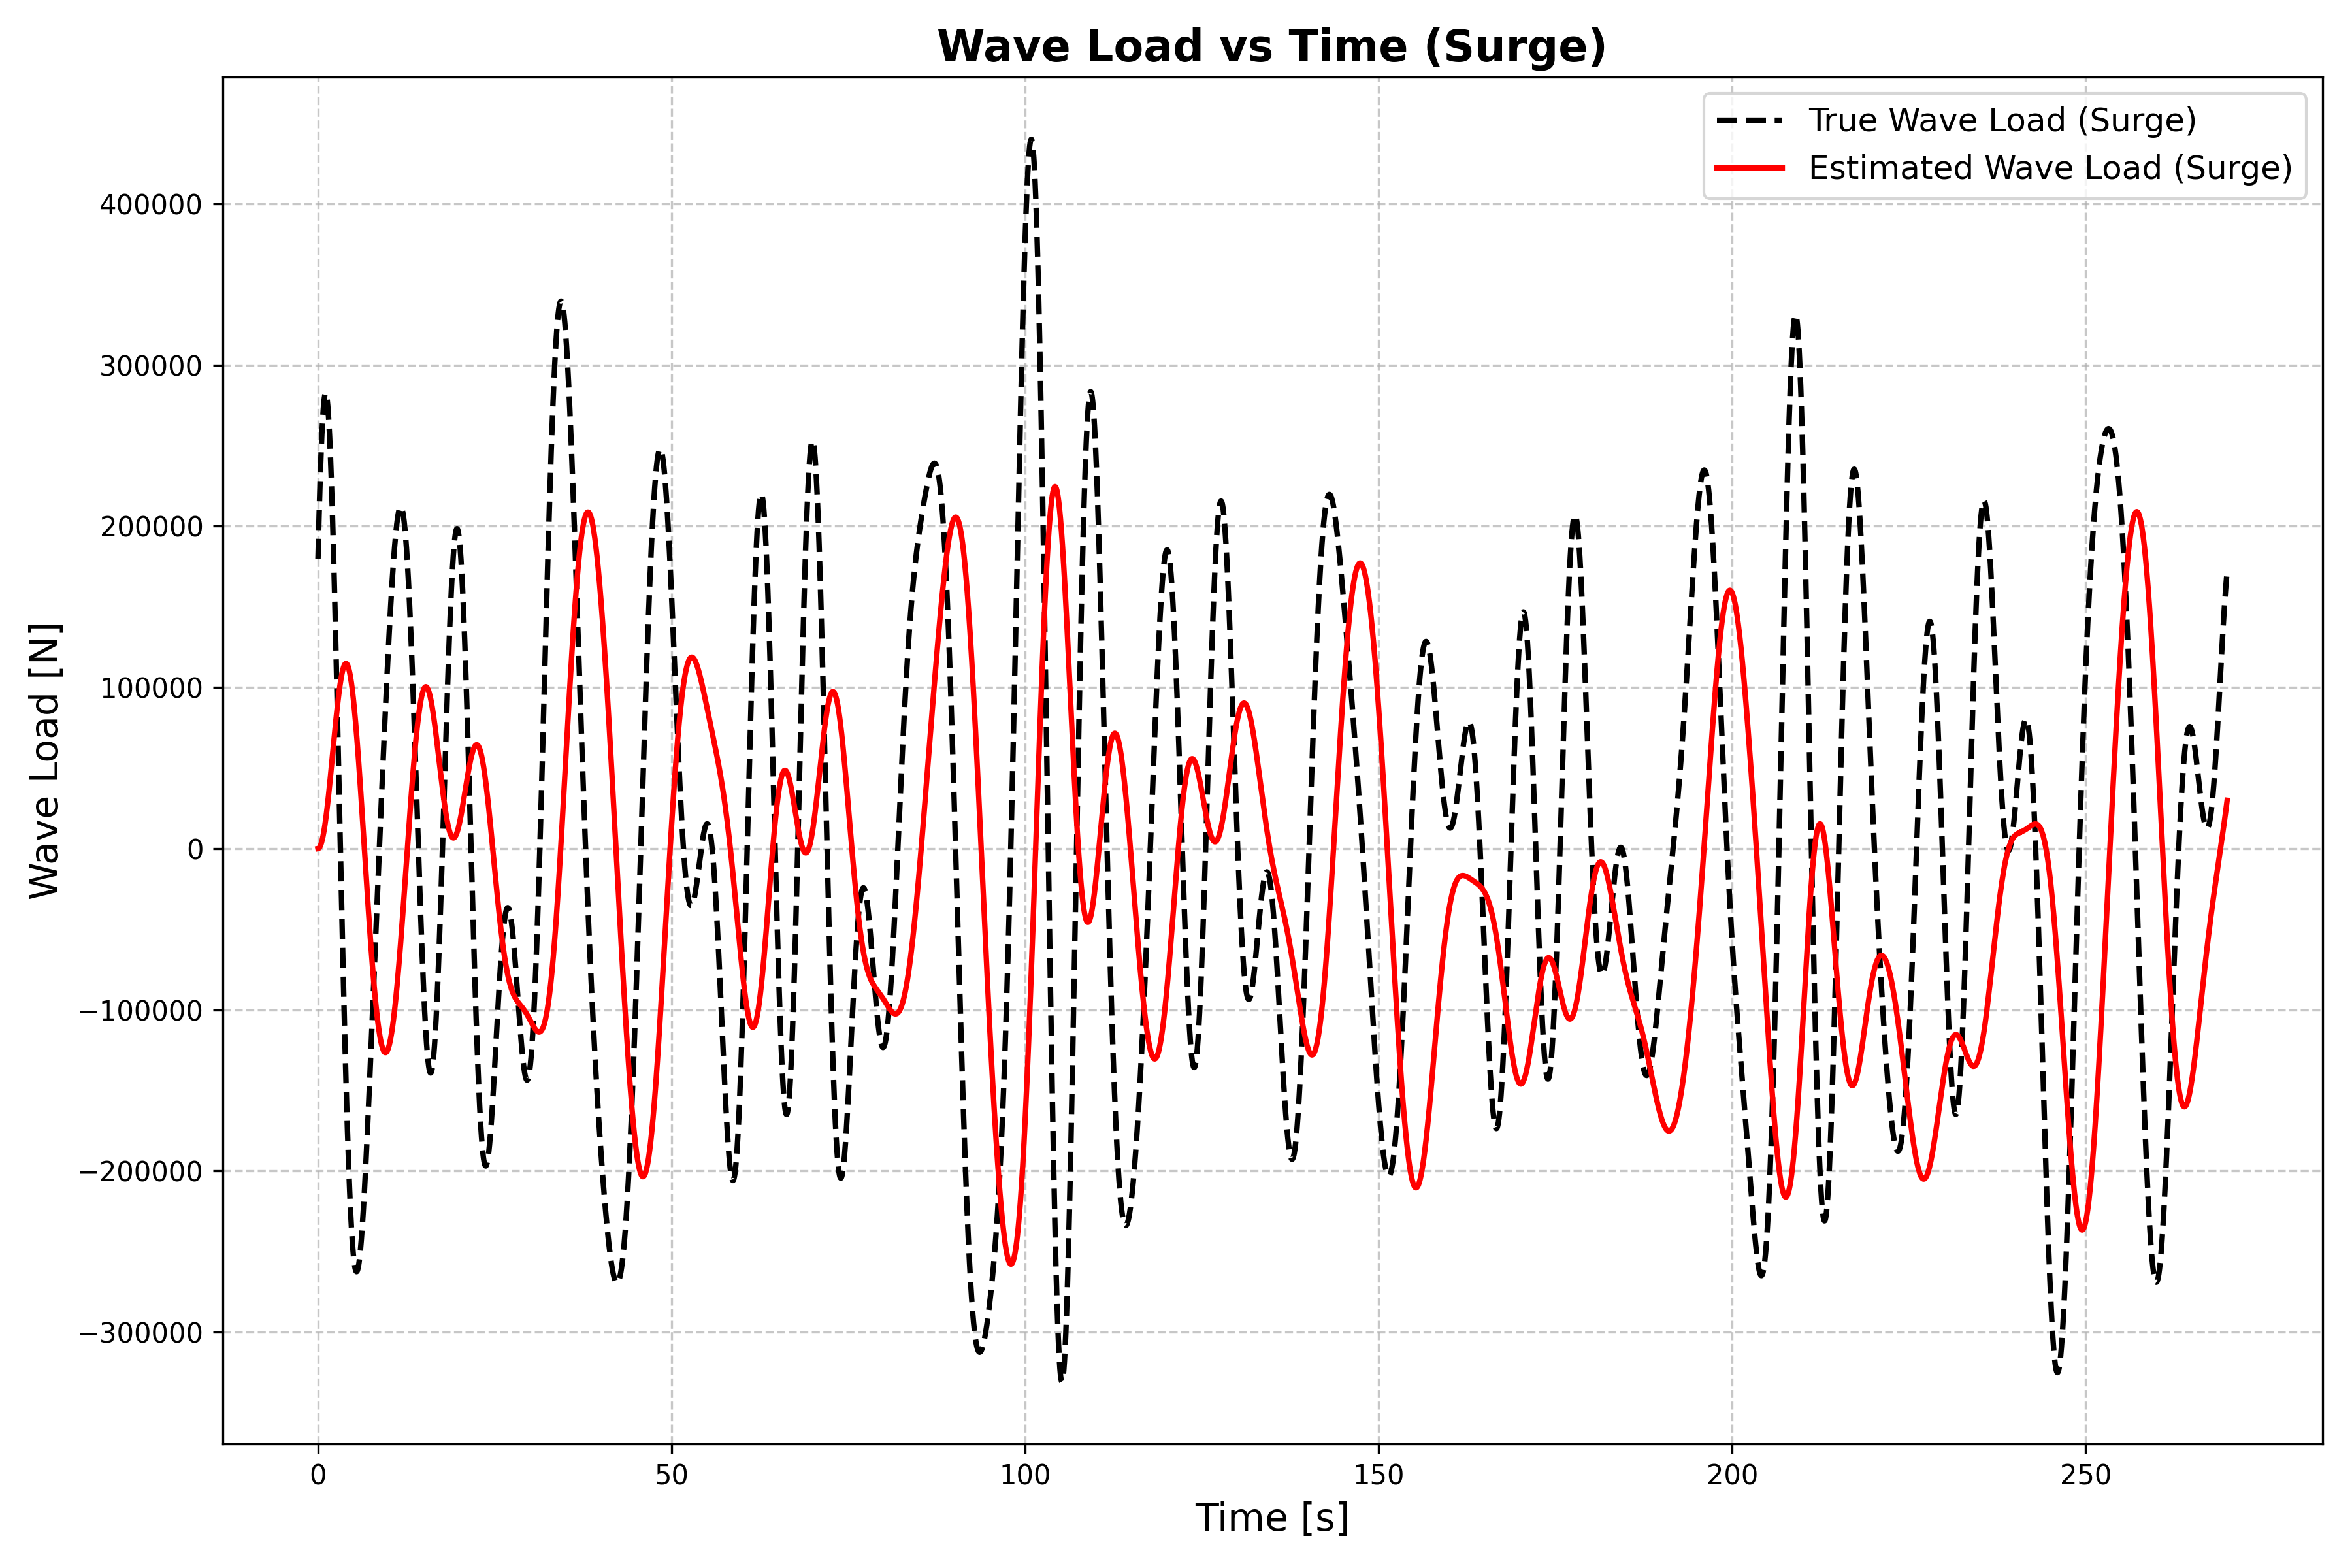 Wave Load vs Time (Surge)
True Wave Load (Surge)
Estimated Wave Load (Surge)
Wave Load [N]
400000
300000
200000
100000
0
−100000
−200000
−300000
0 50 100 150 200 250
Time [s]